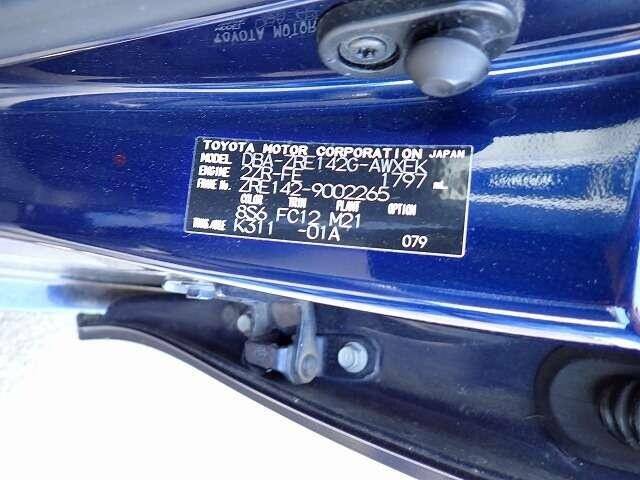 TOYOTA MOTOR CORPORATION JAPAN
MODEL DBA-ZRE142G-AWXEK
ENGINE 2ZR-FE 1797 mL
FRAME No. ZRE142-9002265
COLOR TRIM PLANT OPTION
8S6 FC12 M21
TRANS./AXLE K311 -01A
079